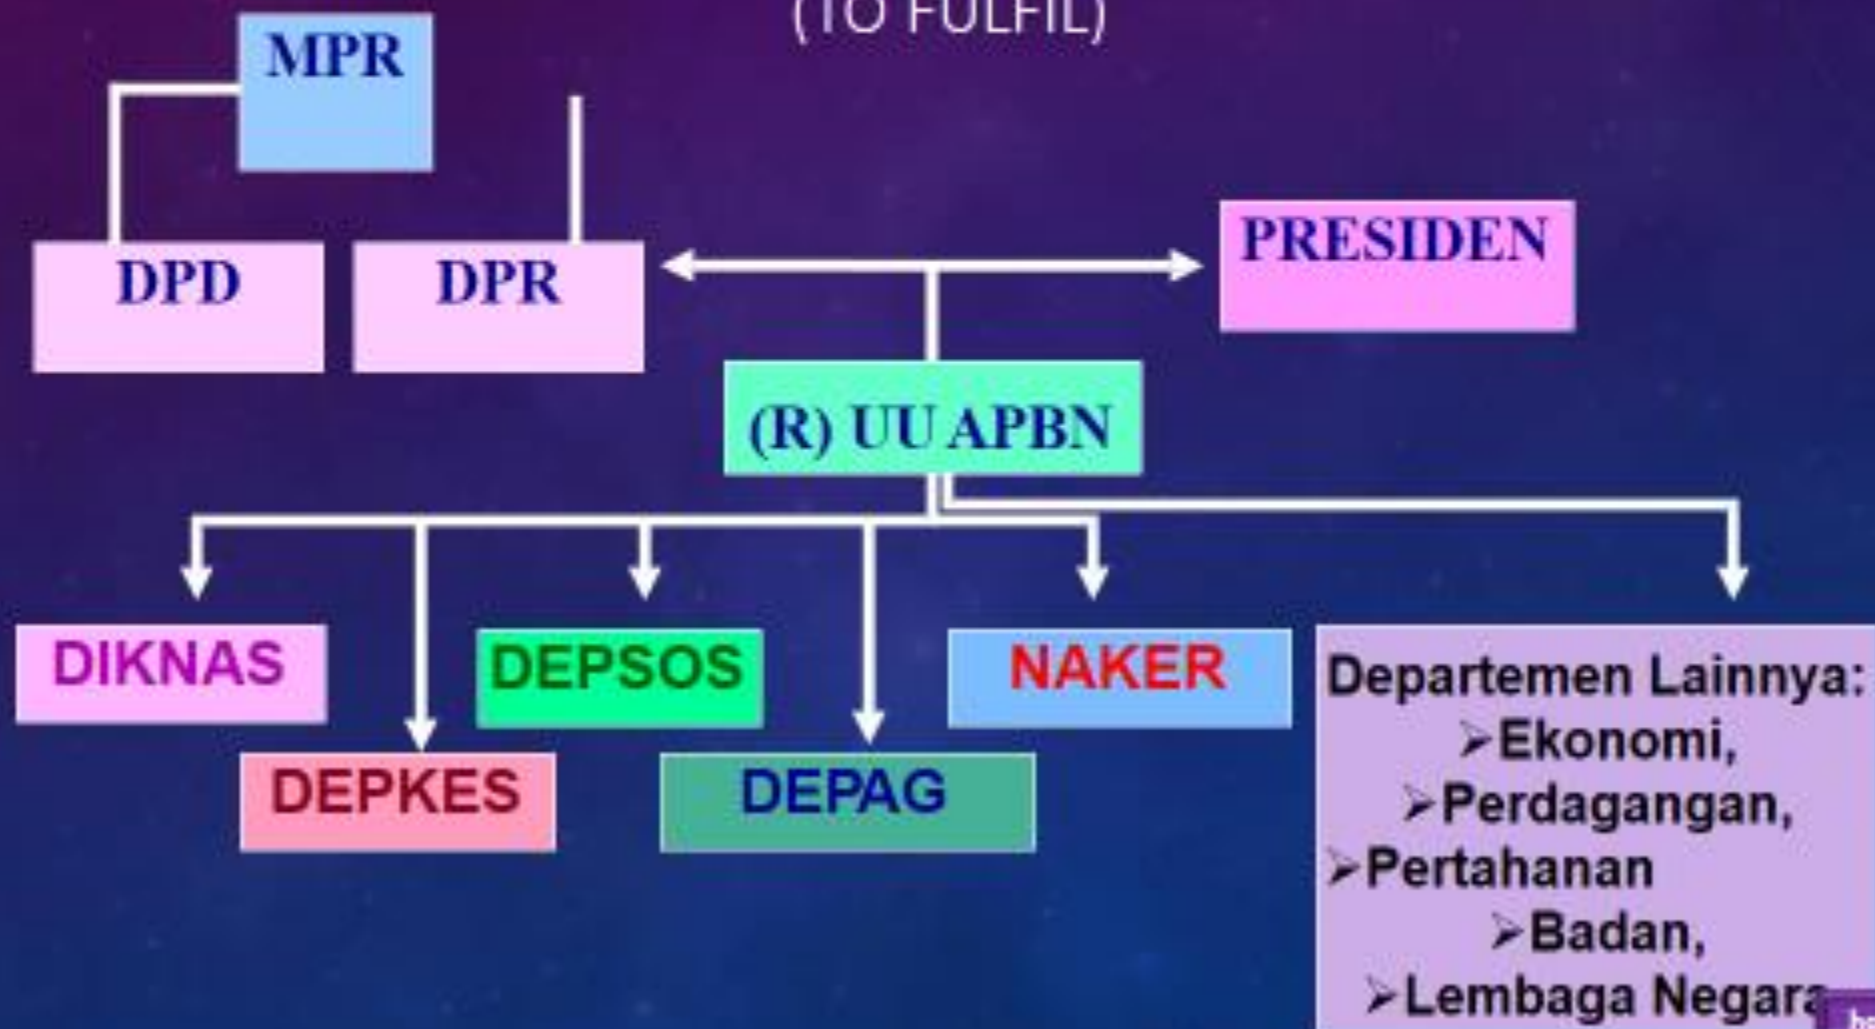 (TO FULFIL)
MPR
DPD
DPR
PRESIDEN
(R) UU APBN
DIKNAS
DEPSOS
NAKER
DEPKES
DEPAG
Departemen Lainnya:
➢Ekonomi,
➢Perdagangan,
➢Pertahanan
➢Badan,
➢Lembaga Negara